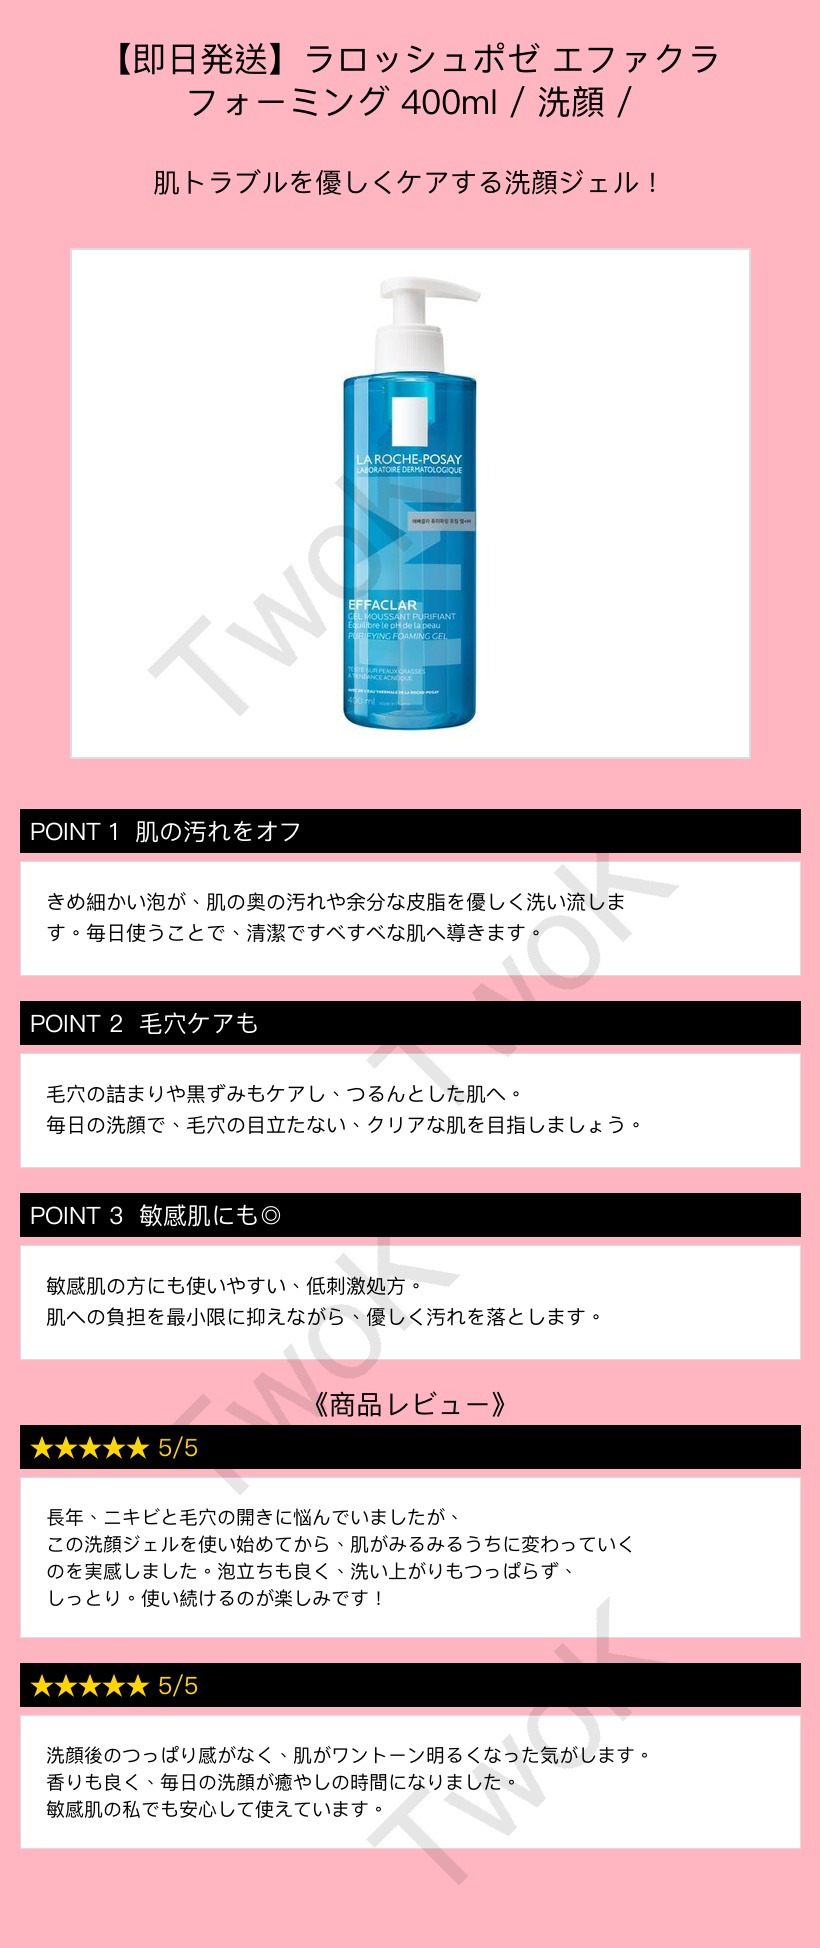 【即日発送】ラロッシュポゼ エファクラ
フォーミング 400ml / 洗顔 /
肌トラブルを優しくケアする洗顔ジェル！
LA ROCHE-POSAY
LABORATOIRE DERMATOLOGIQUE
EFFACLAR
GEL MOUSSANT PURIFIANT
Équilibre le pH de la peau
PURIFYING FOAMING GEL
TESTÉ SUR PEAUX GRASSES
À TENDANCE ACNÉIQUE
AVEC DE L'EAU THERMALE DE LA ROCHE-POSAY
400 ml
TwoK
POINT 1 肌の汚れをオフ
きめ細かい泡が、肌の奥の汚れや余分な皮脂を優しく洗い流しま
す。毎日使うことで、清潔ですべすべな肌へ導きます。
TwoK
POINT 2 毛穴ケアも
毛穴の詰まりや黒ずみもケアし、つるんとした肌へ。
毎日の洗顔で、毛穴の目立たない、クリアな肌を目指しましょう。
POINT 3 敏感肌にも◎
敏感肌の方にも使いやすい、低刺激処方。
肌への負担を最小限に抑えながら、優しく汚れを落とします。
TwoK
《商品レビュー》
★★★★★ 5/5
長年、ニキビと毛穴の開きに悩んでいましたが、
この洗顔ジェルを使い始めてから、肌がみるみるうちに変わっていく
のを実感しました。泡立ちも良く、洗い上がりもつっぱらず、
しっとり。使い続けるのが楽しみです！
★★★★★ 5/5
洗顔後のつっぱり感がなく、肌がワントーン明るくなった気がします。
香りも良く、毎日の洗顔が癒やしの時間になりました。
敏感肌の私でも安心して使えています。
TwoK